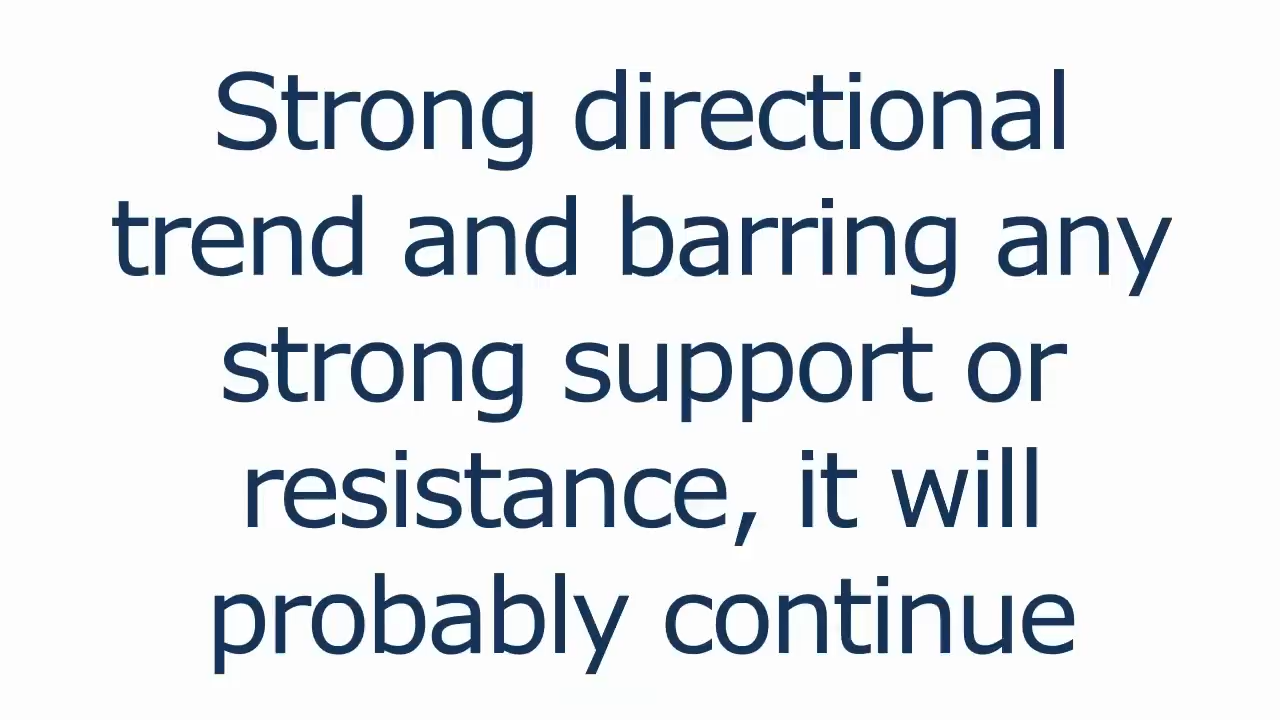 Strong directional
trend and barring any
strong support or
resistance, it will
probably continue